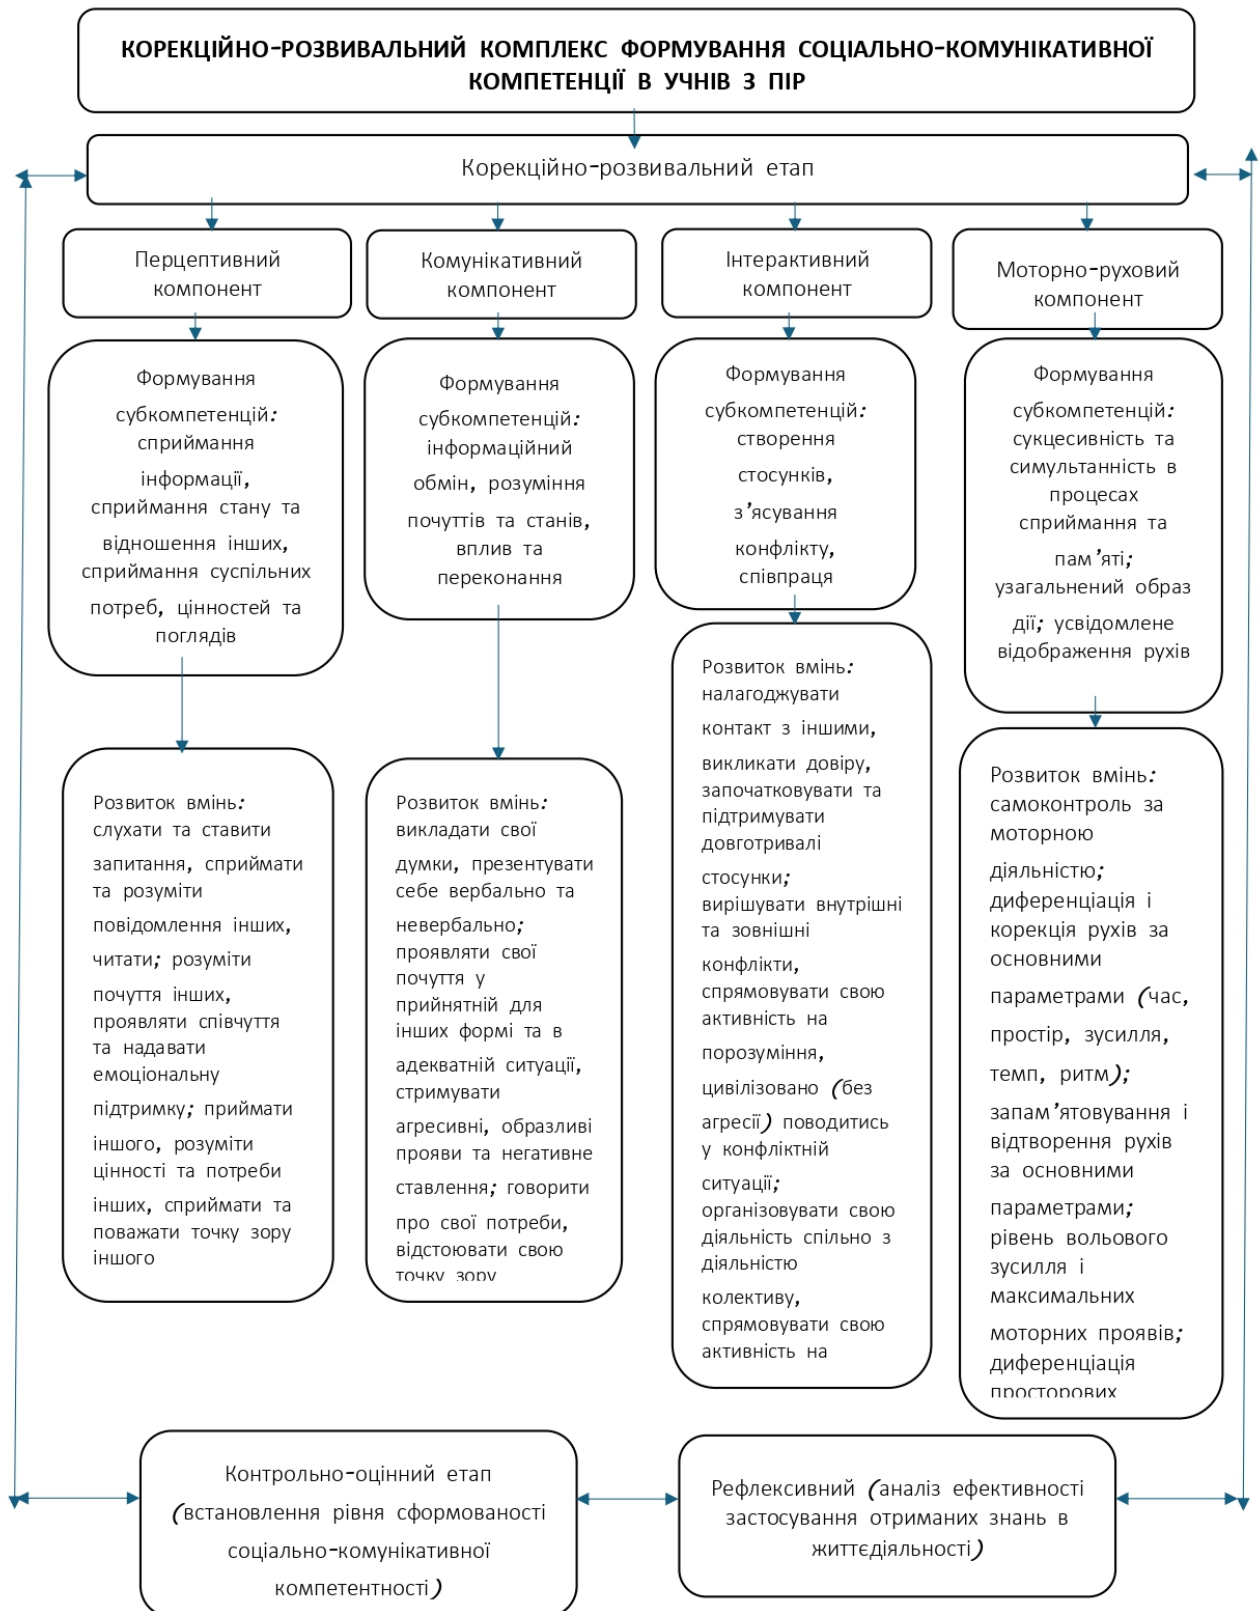 КОРЕКЦІЙНО-РОЗВИВАЛЬНИЙ КОМПЛЕКС ФОРМУВАННЯ СОЦІАЛЬНО-КОМУНІКАТИВНОЇ
КОМПЕТЕНЦІЇ В УЧНІВ З ПІР
Корекційно-розвивальний етап
Перцептивний
компонент
Комунікативний
компонент
Інтерактивний
компонент
Моторно-руховий
компонент
Формування
субкомпетенцій:
сприймання
інформації,
сприймання стану та
відношення інших,
сприймання суспільних
потреб, цінностей та
поглядів
Формування
субкомпетенцій:
інформаційний
обмін, розуміння
почуттів та станів,
вплив та
переконання
Формування
субкомпетенцій:
створення
стосунків,
з’ясування
конфлікту,
співпраця
Формування
субкомпетенцій:
сукцесивність та
симультанність в
процесах
сприймання та
пам’яті;
узагальнений образ
дії; усвідомлене
відображення рухів
Розвиток вмінь:
слухати та ставити
запитання, сприймати
та розуміти
повідомлення інших,
читати; розуміти
почуття інших,
проявляти співчуття
та надавати
емоціональну
підтримку; приймати
іншого, розуміти
цінності та потреби
інших, сприймати та
поважати точку зору
іншого
Розвиток вмінь:
викладати свої
думки, презентувати
себе вербально та
невербально;
проявляти свої
почуття у
прийнятній для
інших формі та в
адекватній ситуації,
стримувати
агресивні, образливі
прояви та негативне
ставлення; говорити
про свої потреби,
відстоювати свою
точку зору
Розвиток вмінь:
налагоджувати
контакт з іншими,
викликати довіру,
започатковувати та
підтримувати
довготривалі
стосунки;
вирішувати внутрішні
та зовнішні
конфлікти,
спрямовувати свою
активність на
порозуміння,
цивілізовано (без
агресії) поводитись
у конфліктній
ситуації;
організовувати свою
діяльність спільно з
діяльністю
колективу,
спрямовувати свою
активність на
Розвиток вмінь:
самоконтроль за
моторною
діяльністю;
диференціація і
корекція рухів за
основними
параметрами (час,
простір, зусилля,
темп, ритм);
запам’ятовування і
відтворення рухів
за основними
параметрами;
рівень вольового
зусилля і
максимальних
моторних проявів;
диференціація
просторових
Контрольно-оцінний етап
(встановлення рівня сформованості
соціально-комунікативної
компетентності)
Рефлексивний (аналіз ефективності
застосування отриманих знань в
життєдіяльності)